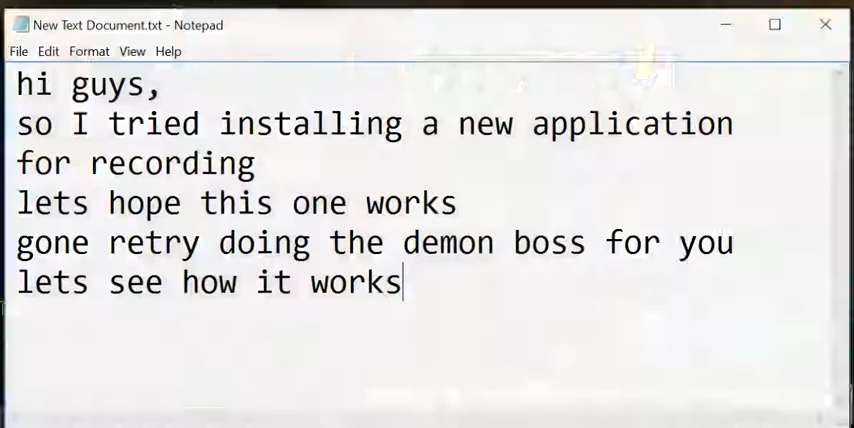 New Text Document.txt - Notepad
File Edit Format View Help
hi guys,
so I tried installing a new application
for recording
lets hope this one works
gone retry doing the demon boss for you
lets see how it works